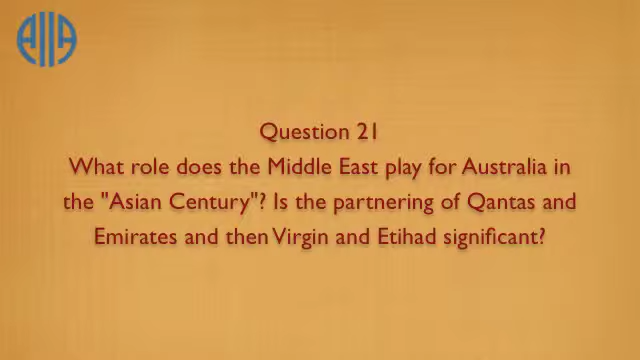 AIIA
Question 21
What role does the Middle East play for Australia in
the "Asian Century"? Is the partnering of Qantas and
Emirates and then Virgin and Etihad significant?